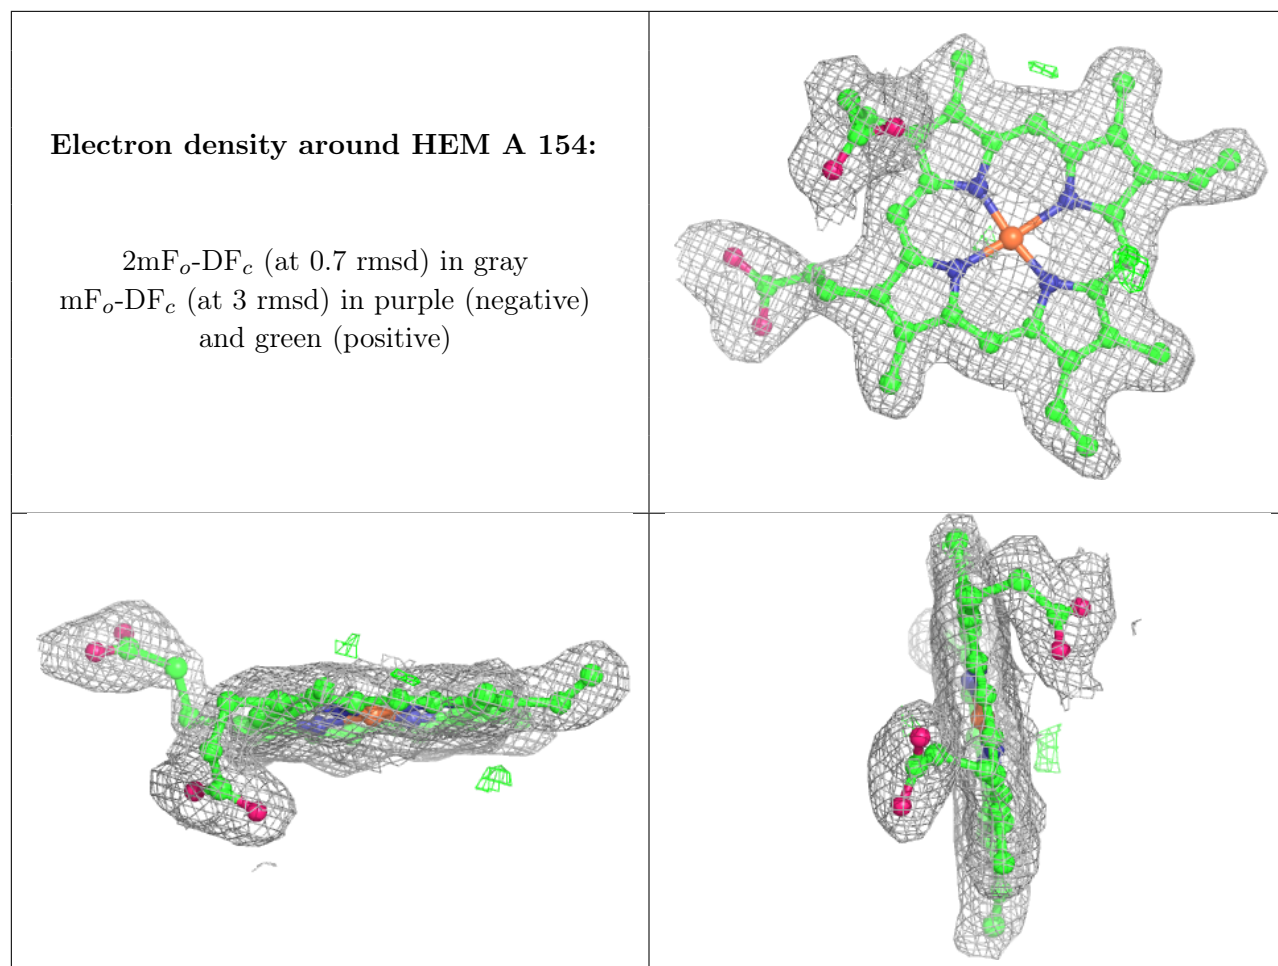 Electron density around HEM A 154:
2mFo-DFc (at 0.7 rmsd) in gray
mFo-DFc (at 3 rmsd) in purple (negative)
and green (positive)